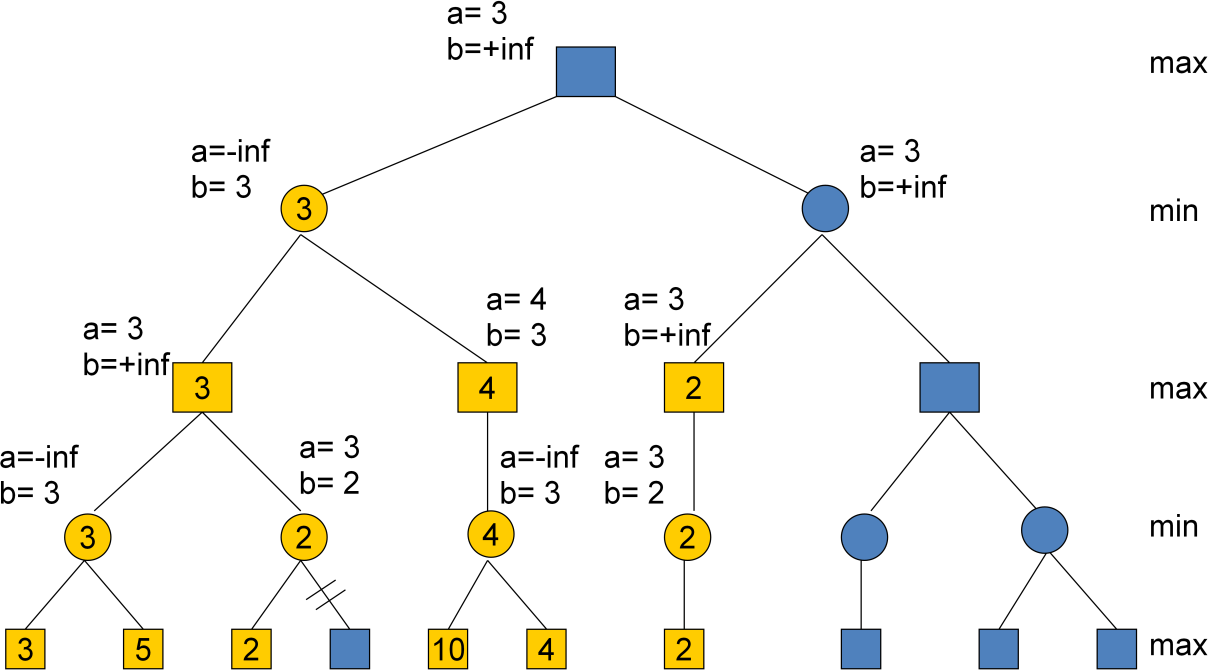 a= 3
b=+inf
max
a=-inf
b= 3
3
a= 3
b=+inf
min
a= 3
b=+inf
3
a= 4
b= 3
4
a= 3
b=+inf
2
max
a=-inf
b= 3
3
a= 3
b= 2
2
a=-inf
b= 3
4
a= 3
b= 2
2
min
3
5
2
10
4
2
max